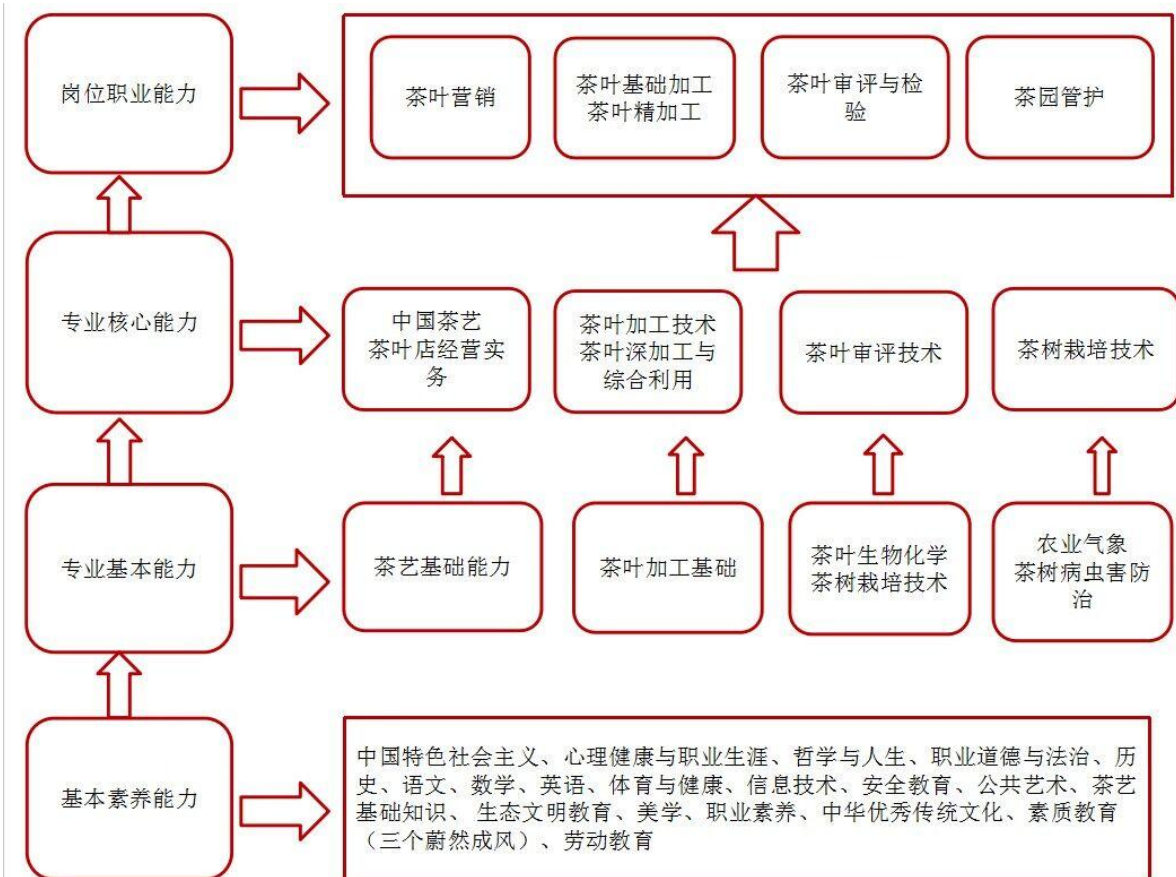 岗位职业能力
茶叶营销
茶叶基础加工
茶叶精加工
茶叶审评与检
验
茶园管护
专业核心能力
中国茶艺
茶叶店经营实
务
茶叶加工技术
茶叶深加工与
综合利用
茶叶审评技术
茶树栽培技术
专业基本能力
茶艺基础能力
茶叶加工基础
茶叶生物化学
茶树栽培技术
农业气象
茶树病虫害防
治
基本素养能力
中国特色社会主义、心理健康与职业生涯、哲学与人生、职业道德与法治、历
史、语文、数学、英语、体育与健康、信息技术、安全教育、公共艺术、茶艺
基础知识、 生态文明教育、美学、职业素养、中华优秀传统文化、素质教育
（三个蔚然成风）、劳动教育